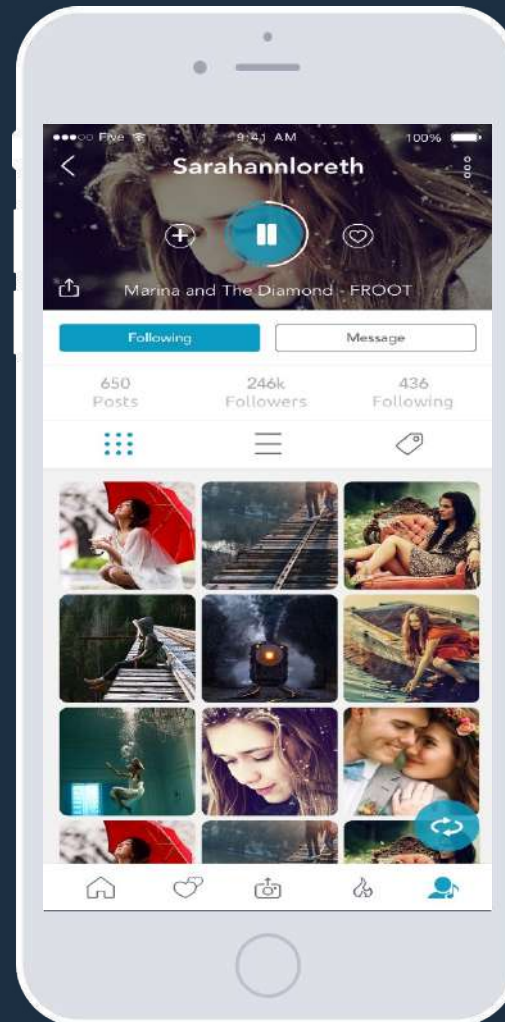 Five 9:41 AM 100%
Sarahannloreth
Marina and The Diamond - FROOT
Following Message
650 246k 436
Posts Followers Following